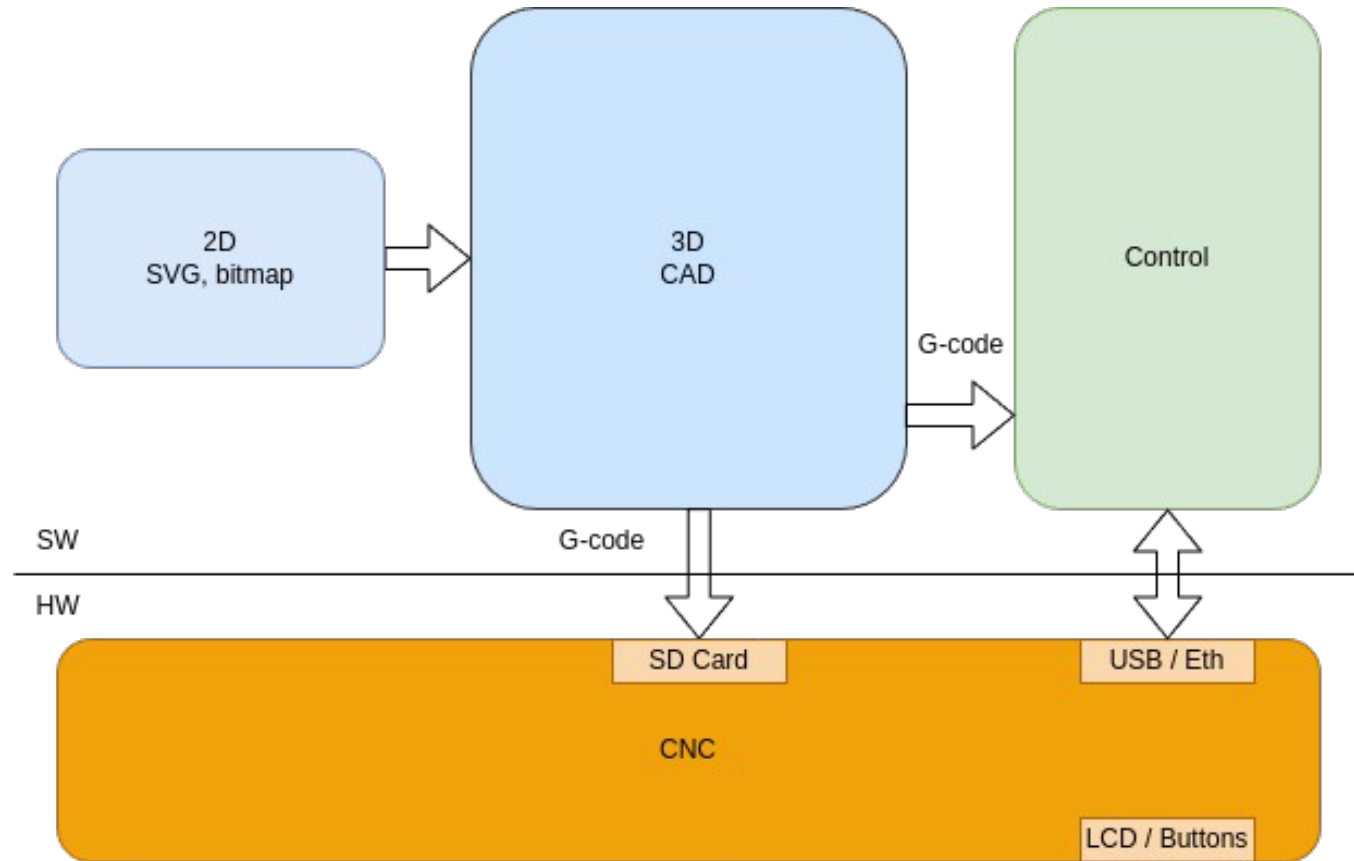 2D
SVG, bitmap
3D
CAD
Control
G-code
G-code
SW
HW
SD Card
USB / Eth
CNC
LCD / Buttons